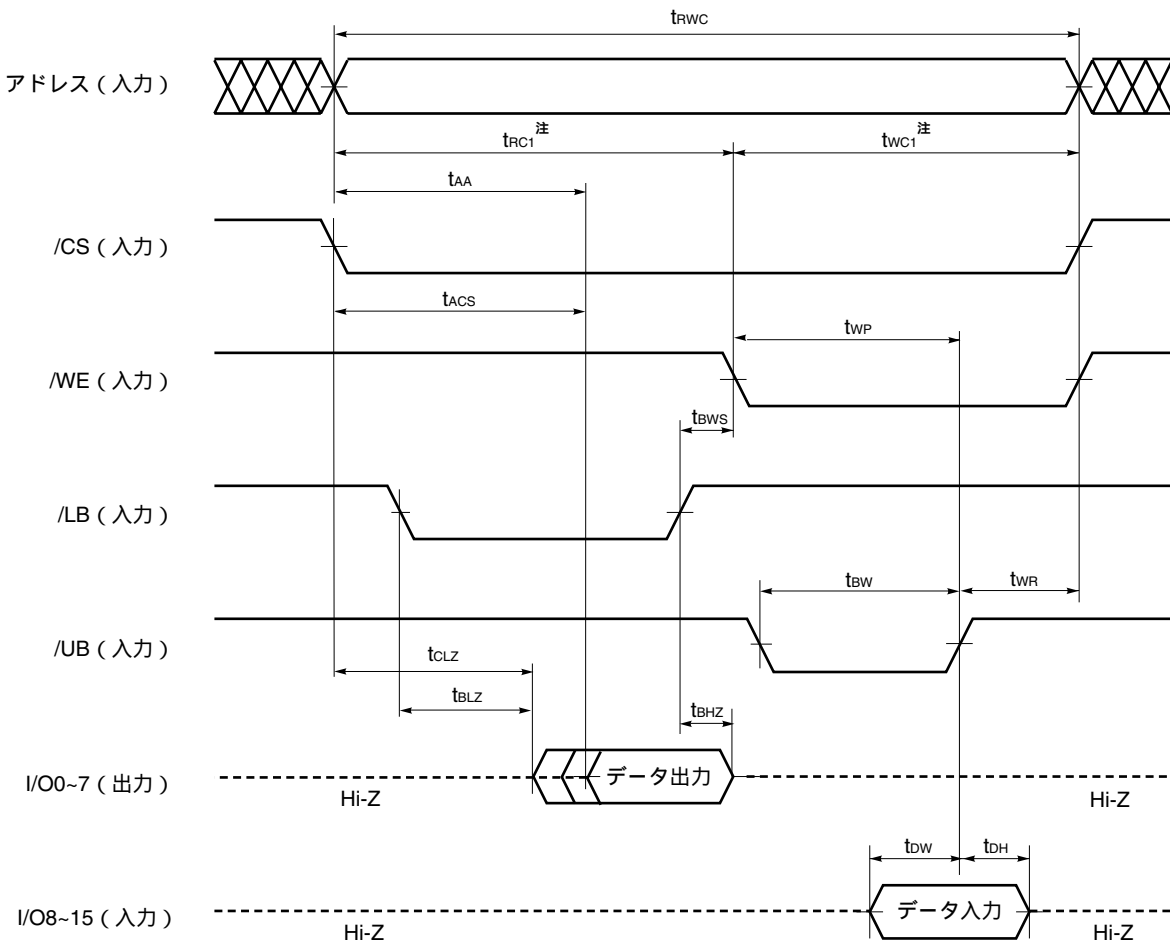 tRWC
アドレス（入力）
tRC1注
tWC1注
tAA
/CS（入力）
tACS
tWP
/WE（入力）
tBWS
/LB（入力）
tBW
tWR
/UB（入力）
tCLZ
tBLZ
tBHZ
データ出力
I/O0~7（出力）
Hi-Z
Hi-Z
tDW
tDH
データ入力
I/O8~15（入力）
Hi-Z
Hi-Z